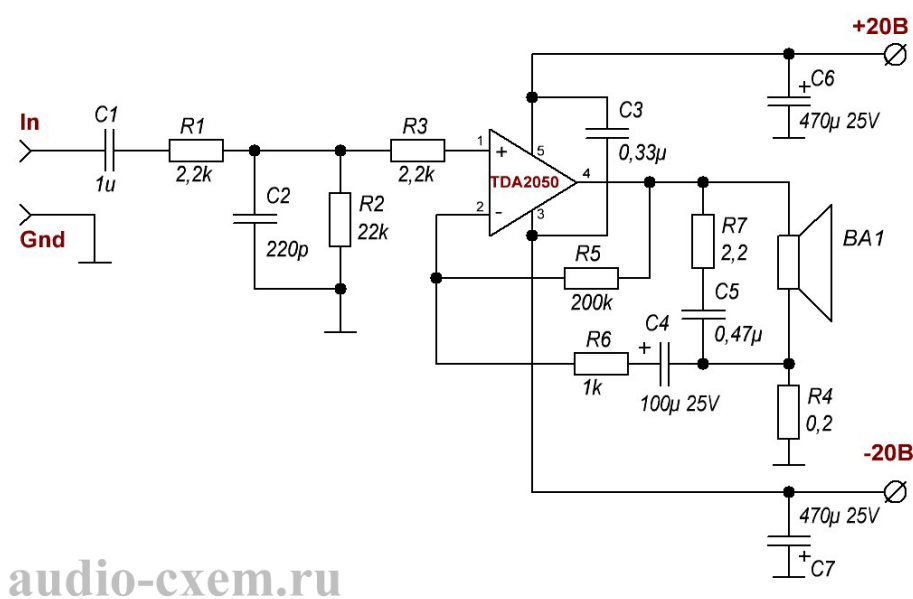 +20В
C6
+
470µ 25V
In
C1
1u
R1
2,2k
R3
2,2k
1
+
5
C3
0,33µ
TDA2050
4
C2
220p
R2
22k
2
-
3
Gnd
R5
200k
R7
2,2
BA1
C5
0,47µ
R6
1k
C4
+
100µ 25V
R4
0,2
-20В
470µ 25V
+
C7
audio-cxem.ru